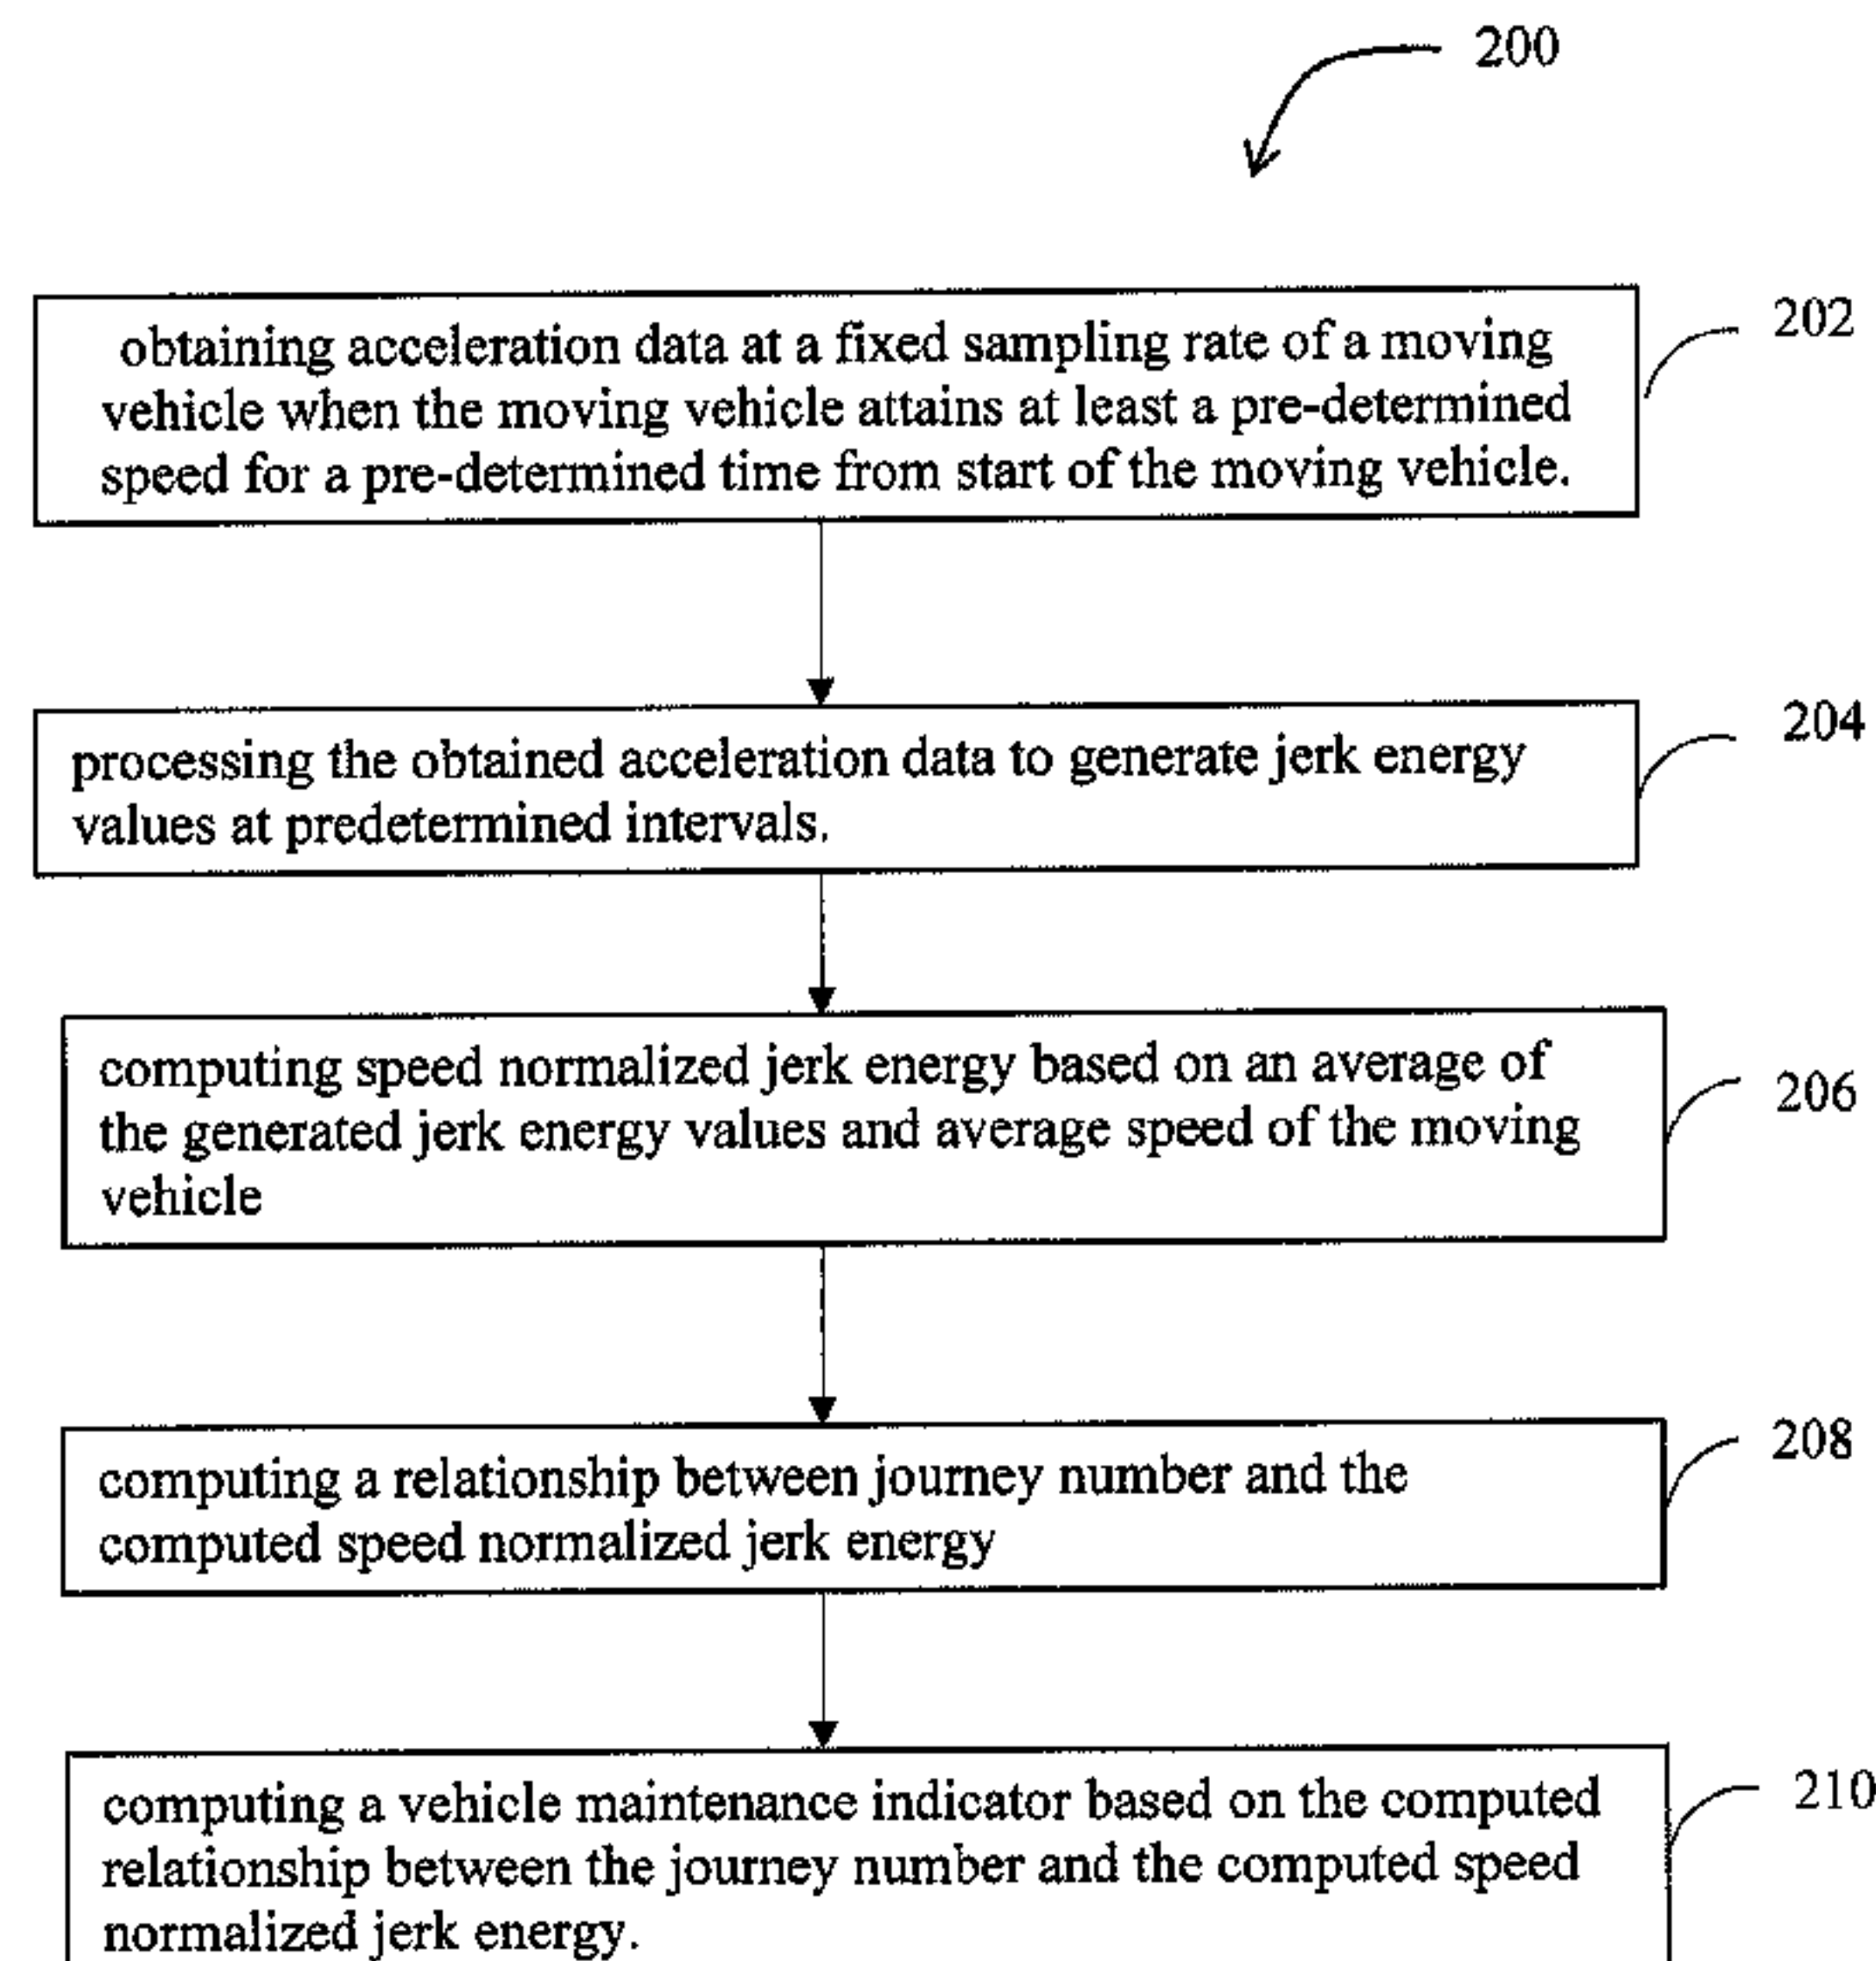 200
obtaining acceleration data at a fixed sampling rate of a moving
vehicle when the moving vehicle attains at least a pre-determined
speed for a pre-determined time from start of the moving vehicle.
202
processing the obtained acceleration data to generate jerk energy
values at predetermined intervals.
204
computing speed normalized jerk energy based on an average of
the generated jerk energy values and average speed of the moving
vehicle
206
computing a relationship between journey number and the
computed speed normalized jerk energy
208
computing a vehicle maintenance indicator based on the computed
relationship between the journey number and the computed speed
normalized jerk energy.
210